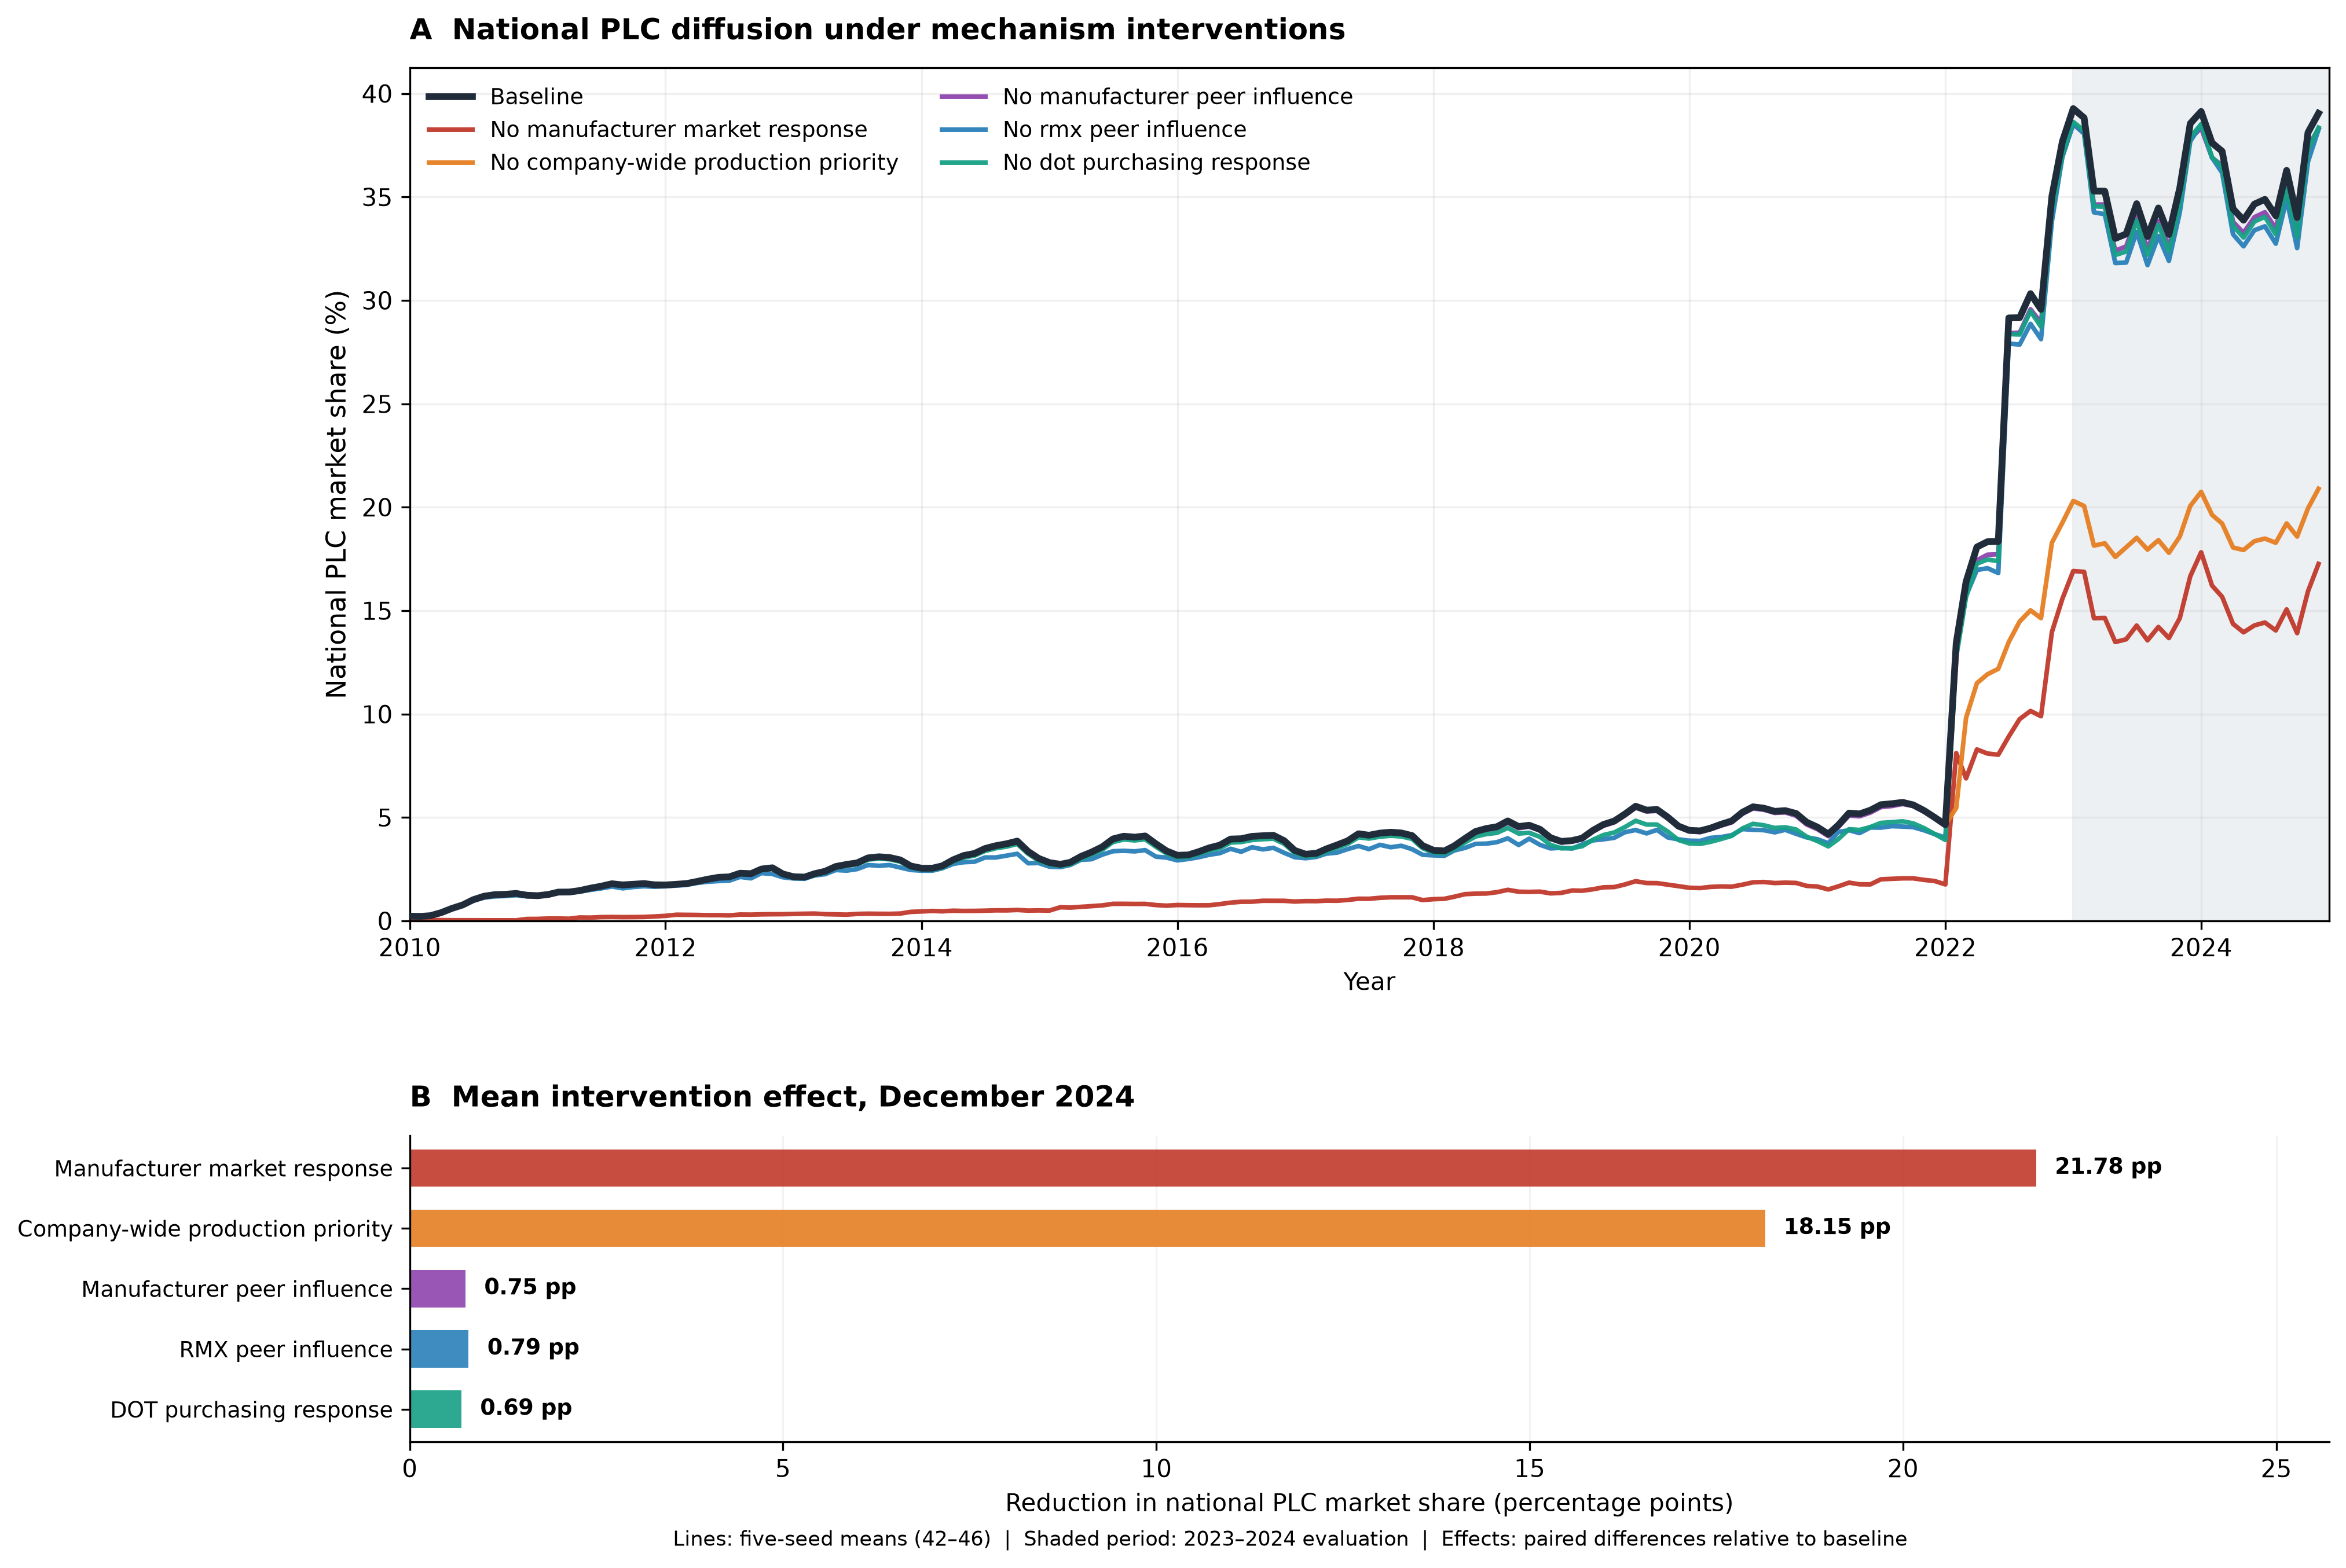 A National PLC diffusion under mechanism interventions
National PLC market share (%)
40
35
30
25
20
15
10
5
0
Baseline
No manufacturer market response
No company-wide production priority
No manufacturer peer influence
No rmx peer influence
No dot purchasing response
2010 2012 2014 2016 2018 2020 2022 2024
Year
B Mean intervention effect, December 2024
Manufacturer market response 21.78 pp
Company-wide production priority 18.15 pp
Manufacturer peer influence 0.75 pp
RMX peer influence 0.79 pp
DOT purchasing response 0.69 pp
0 5 10 15 20 25
Reduction in national PLC market share (percentage points)
Lines: five-seed means (42–46) | Shaded period: 2023–2024 evaluation | Effects: paired differences relative to baseline